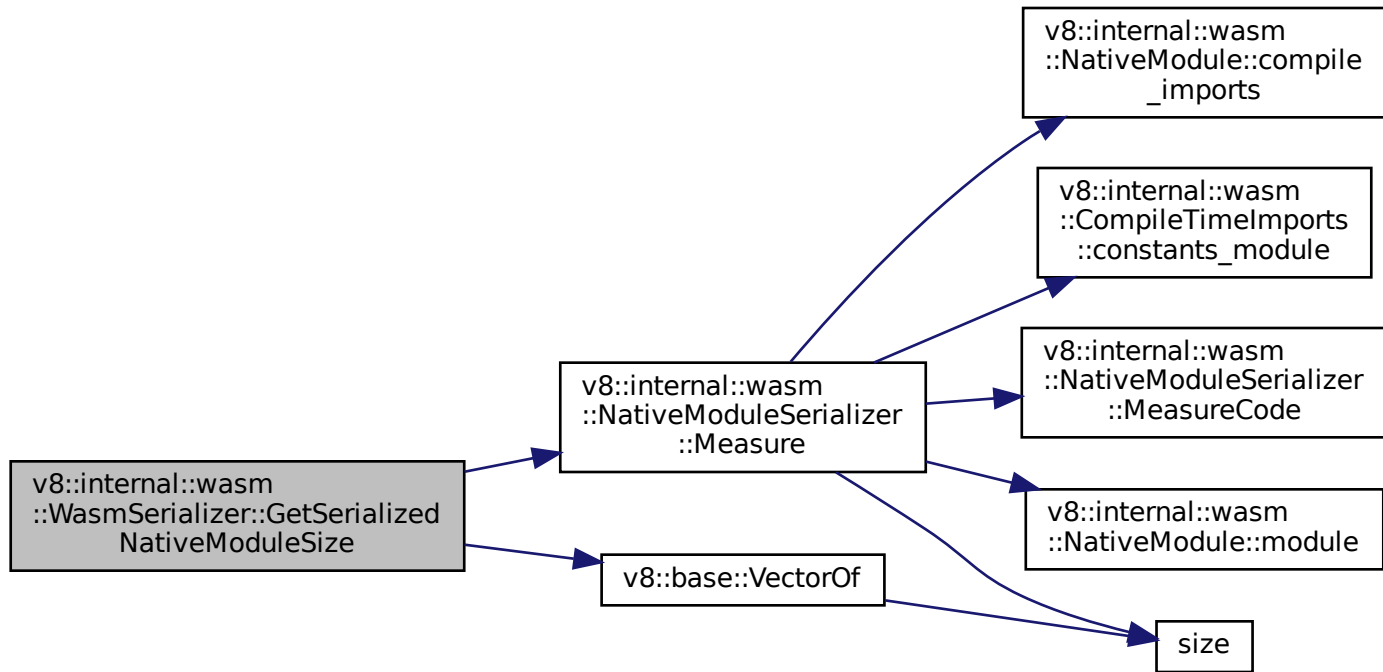 v8::internal::wasm
::WasmSerializer::GetSerialized
NativeModuleSize
v8::internal::wasm
::NativeModuleSerializer
::Measure
v8::base::VectorOf
v8::internal::wasm
::NativeModule::compile
_imports
v8::internal::wasm
::CompileTimeImports
::constants_module
v8::internal::wasm
::NativeModuleSerializer
::MeasureCode
v8::internal::wasm
::NativeModule::module
size